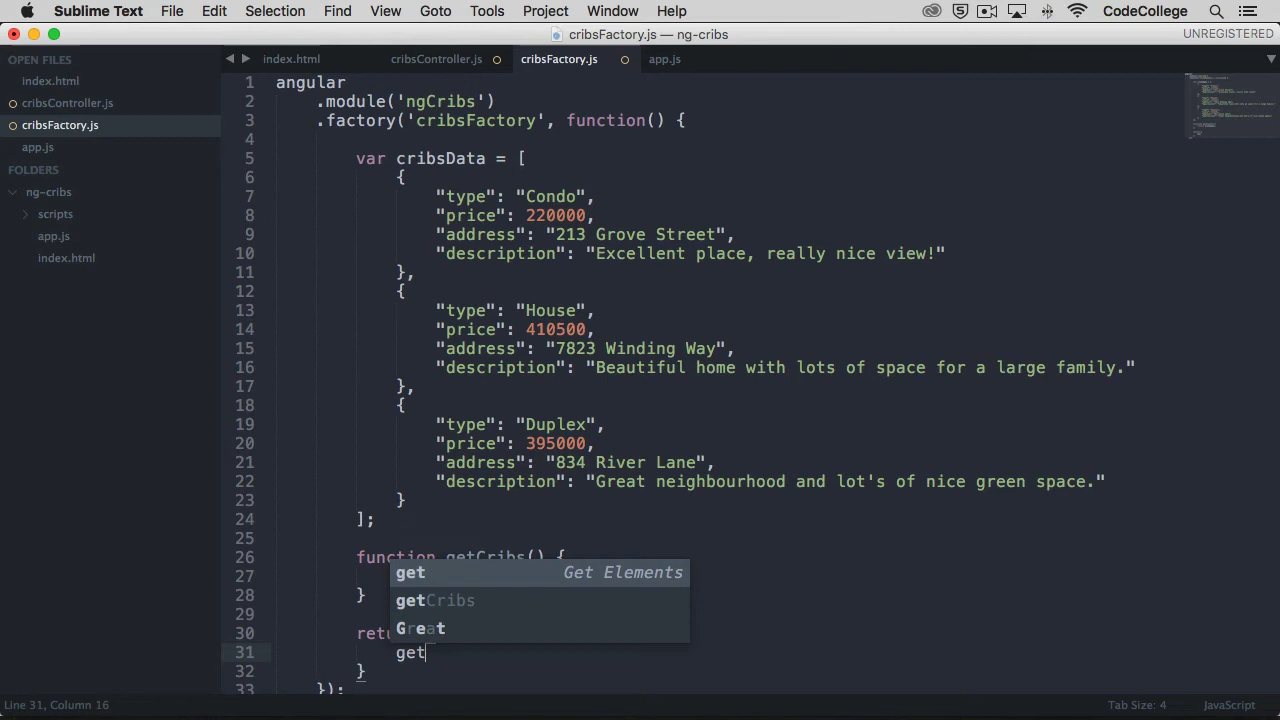 Sublime Text File Edit Selection Find View Goto Tools Project Window Help CodeCollege
cribsFactory.js — ng-cribs UNREGISTERED
OPEN FILES
index.html
cribsController.js
cribsFactory.js
app.js
FOLDERS
ng-cribs
scripts
app.js
index.html
index.html cribsController.js cribsFactory.js app.js
1 angular
2 .module('ngCribs')
3 .factory('cribsFactory', function() {
4
5 var cribsData = [
6 {
7 "type": "Condo",
8 "price": 220000,
9 "address": "213 Grove Street",
10 "description": "Excellent place, really nice view!"
11 },
12 {
13 "type": "House",
14 "price": 410500,
15 "address": "7823 Winding Way",
16 "description": "Beautiful home with lots of space for a large family."
17 },
18 {
19 "type": "Duplex",
20 "price": 395000,
21 "address": "834 River Lane",
22 "description": "Great neighbourhood and lot's of nice green space."
23 }
24 ];
25
26 function getCribs() {
27
28 }
29
30 retu
31 get
32 }
33 });
get Get Elements
getCribs
Great
Line 31, Column 16 Tab Size: 4 JavaScript